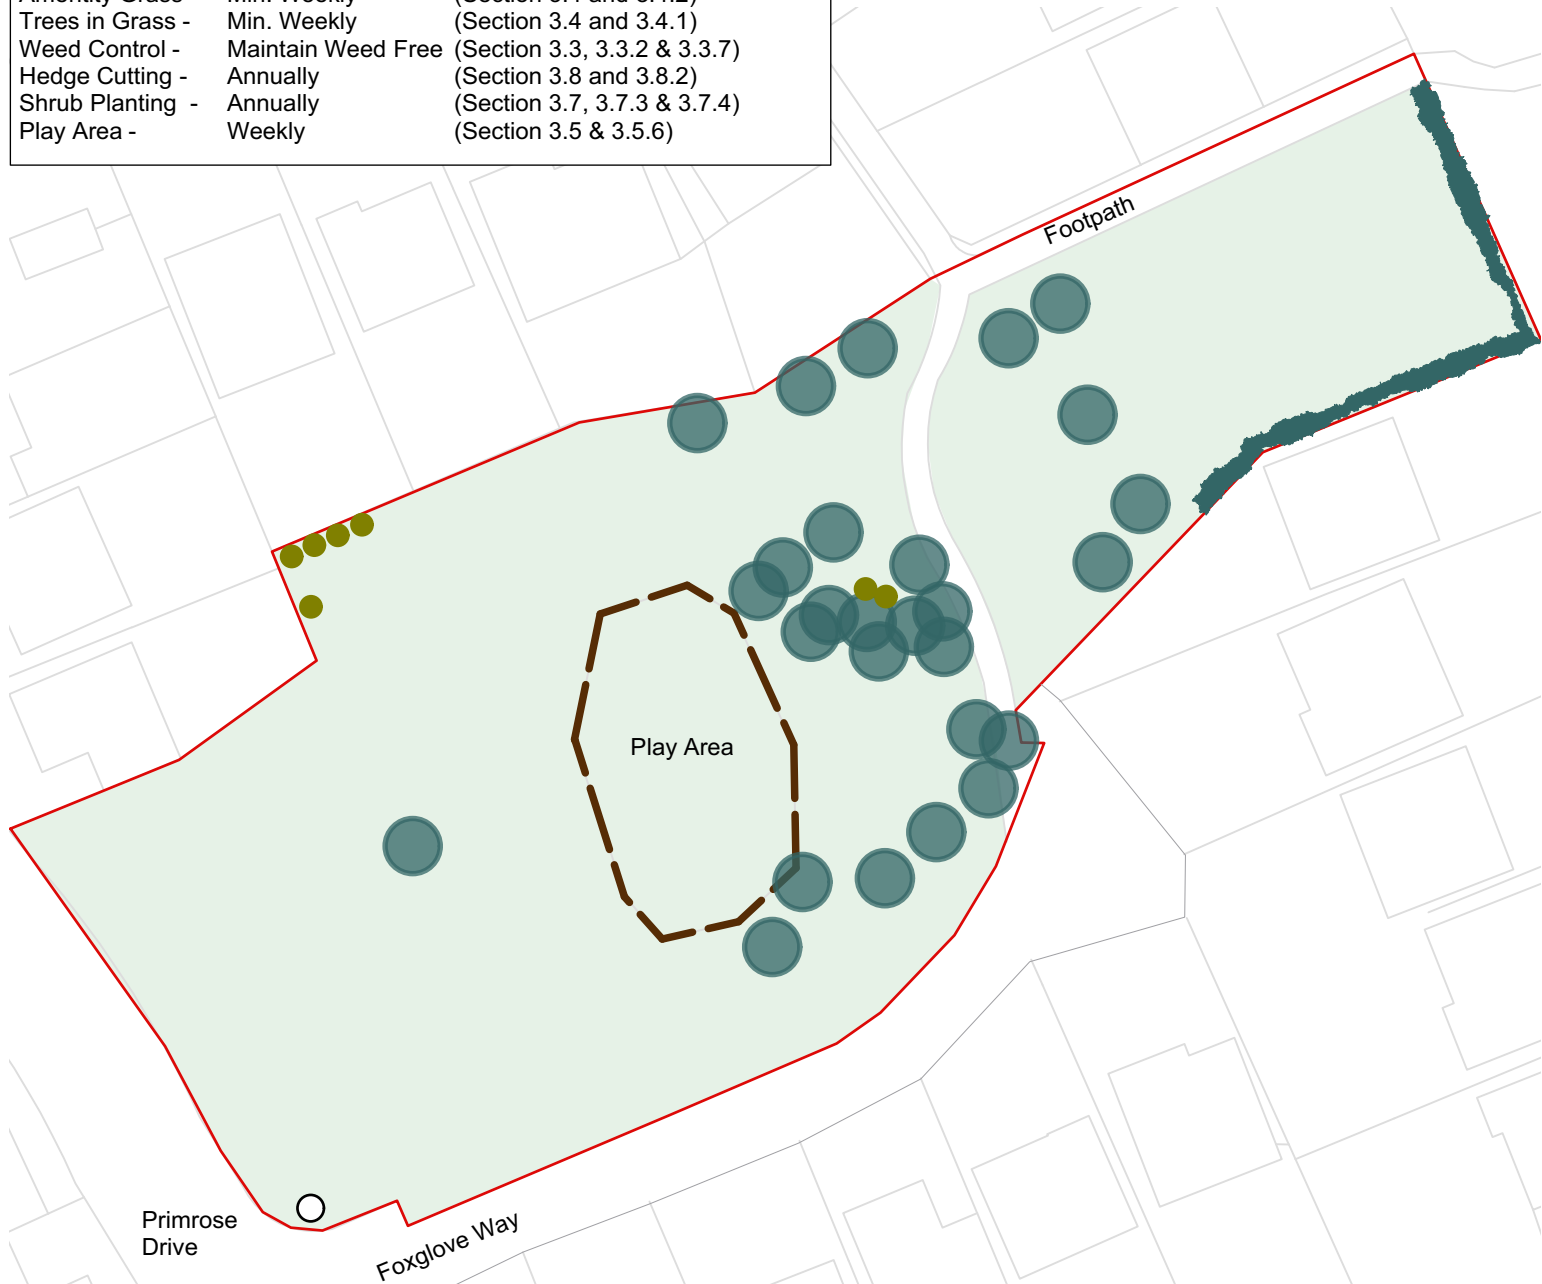 Trees in Grass - Min. Weekly (Section 3.4 and 3.4.1)
Weed Control - Maintain Weed Free (Section 3.3, 3.3.2 & 3.3.7)
Hedge Cutting - Annually (Section 3.8 and 3.8.2)
Shrub Planting - Annually (Section 3.7, 3.7.3 & 3.7.4)
Play Area - Weekly (Section 3.5 & 3.5.6)
Footpath
Play Area
Primrose
Drive
Foxglove Way